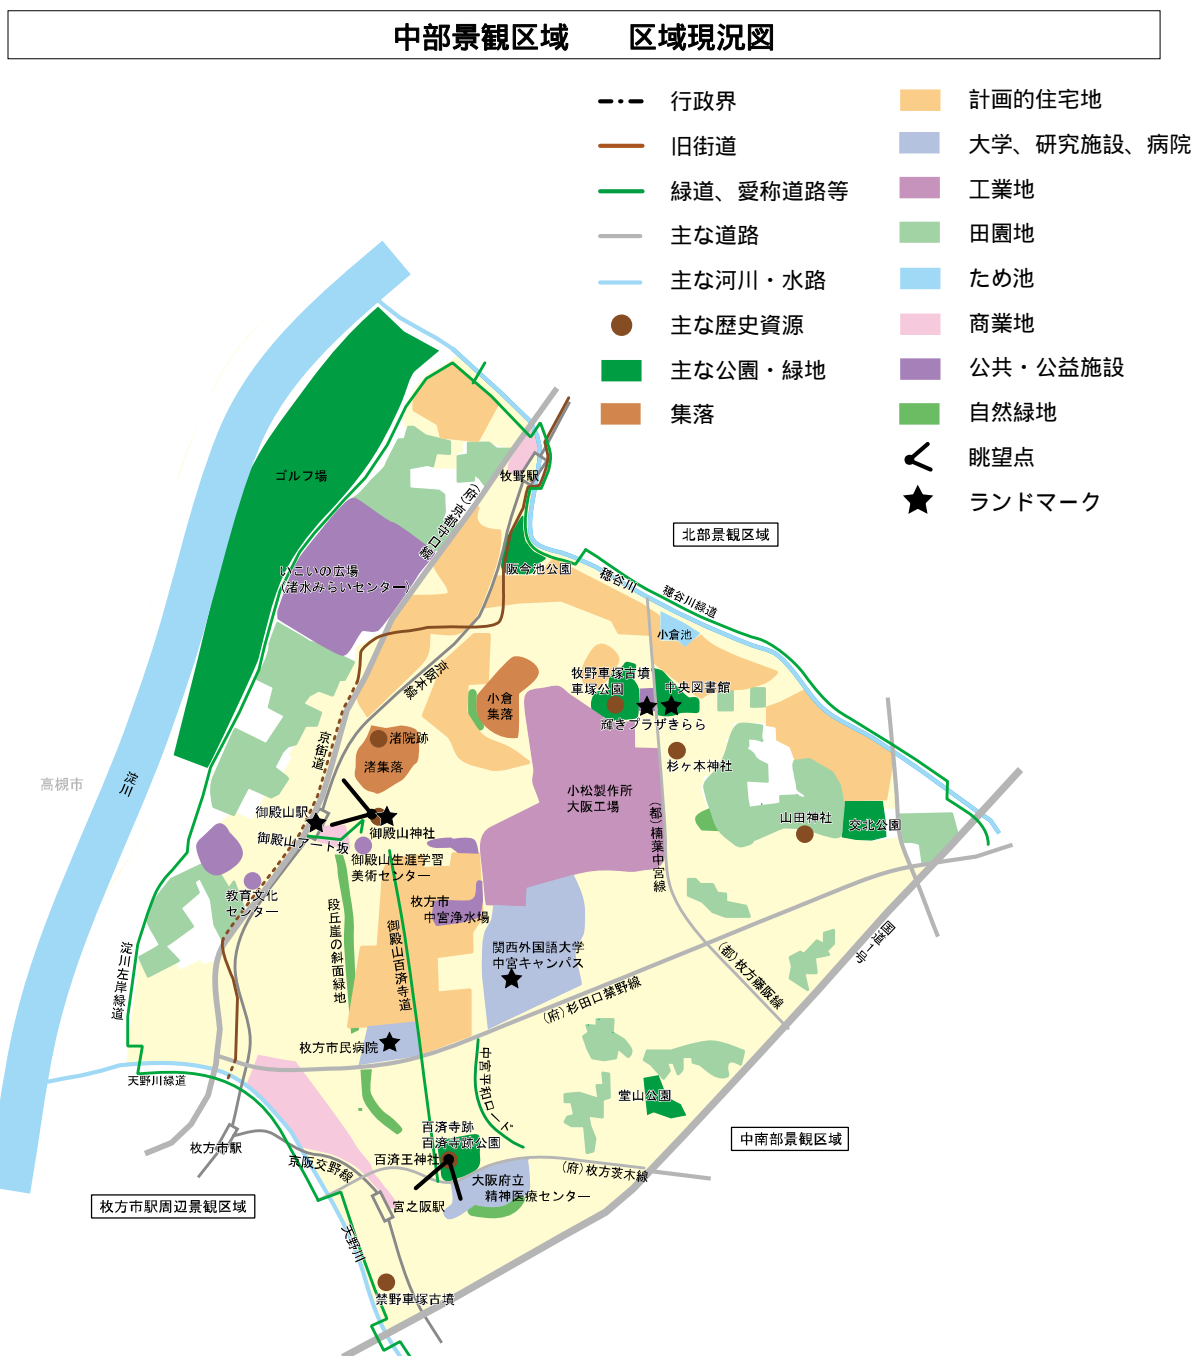 中部景観区域　　区域現況図
行政界
旧街道
緑道、愛称道路等
主な道路
主な河川・水路
主な歴史資源
主な公園・緑地
集落
計画的住宅地
大学、研究施設、病院
工業地
田園地
ため池
商業地
公共・公益施設
自然緑地
眺望点
ランドマーク
ゴルフ場
牧野駅
(府)京都守口線
北部景観区域
いこいの広場
(渚水みらいセンター)
阪今池公園
穂谷川
穂谷川緑道
小倉池
京阪本線
牧野車塚古墳
車塚公園
中央図書館
小倉
集落
輝きプラザきらら
京街道
渚院跡
渚集落
杉ヶ本神社
高槻市
淀川
小松製作所
大阪工場
(都)楠葉中宮線
御殿山駅
御殿山神社
山田神社
交北公園
御殿山アート坂
御殿山生涯学習
美術センター
教育文化
センター
枚方市
中宮浄水場
段丘崖の斜面緑地
御殿山百済寺道
関西外国語大学
中宮キャンパス
淀川左岸緑道
(都)枚方藤阪線
国道1号
(府)杉田口禁野線
枚方市民病院
中宮平和ロード
天野川緑道
堂山公園
百済寺跡
百済寺跡公園
中南部景観区域
枚方市駅
京阪交野線
百済王神社
(府)枚方茨木線
大阪府立
精神医療センター
枚方市駅周辺景観区域
宮之阪駅
天野川
禁野車塚古墳